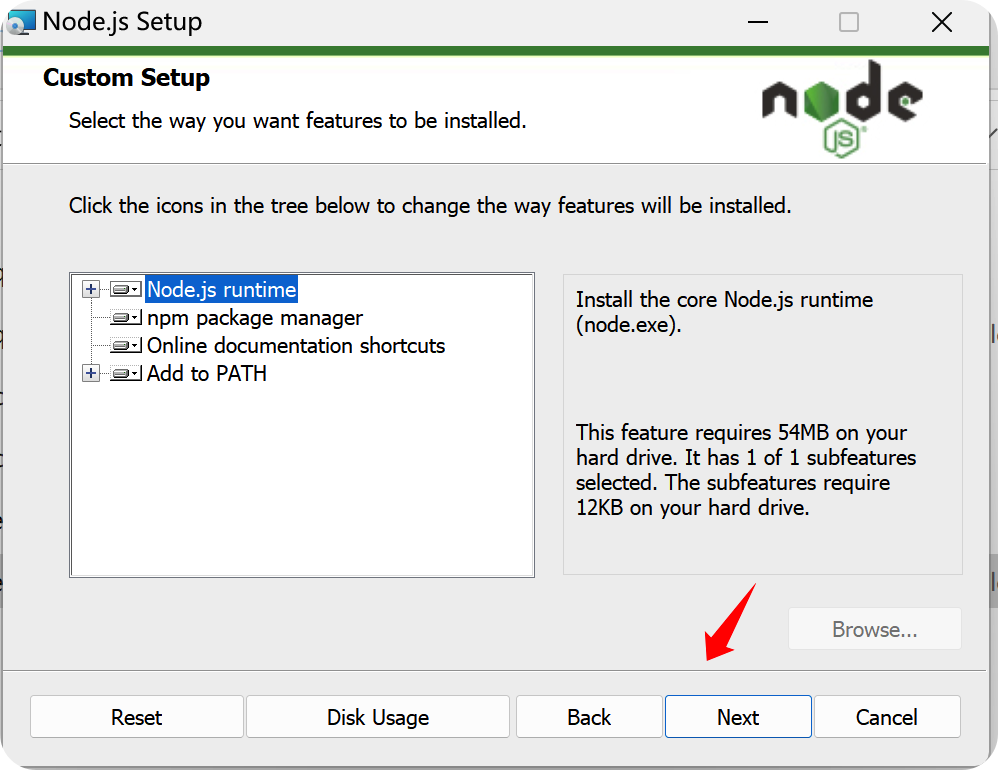 Node.js Setup
Custom Setup
Select the way you want features to be installed.
node
JS
Click the icons in the tree below to change the way features will be installed.
Node.js runtime
npm package manager
Online documentation shortcuts
Add to PATH
Install the core Node.js runtime
(node.exe).
This feature requires 54MB on your
hard drive. It has 1 of 1 subfeatures
selected. The subfeatures require
12KB on your hard drive.
Browse...
Reset
Disk Usage
Back
Next
Cancel